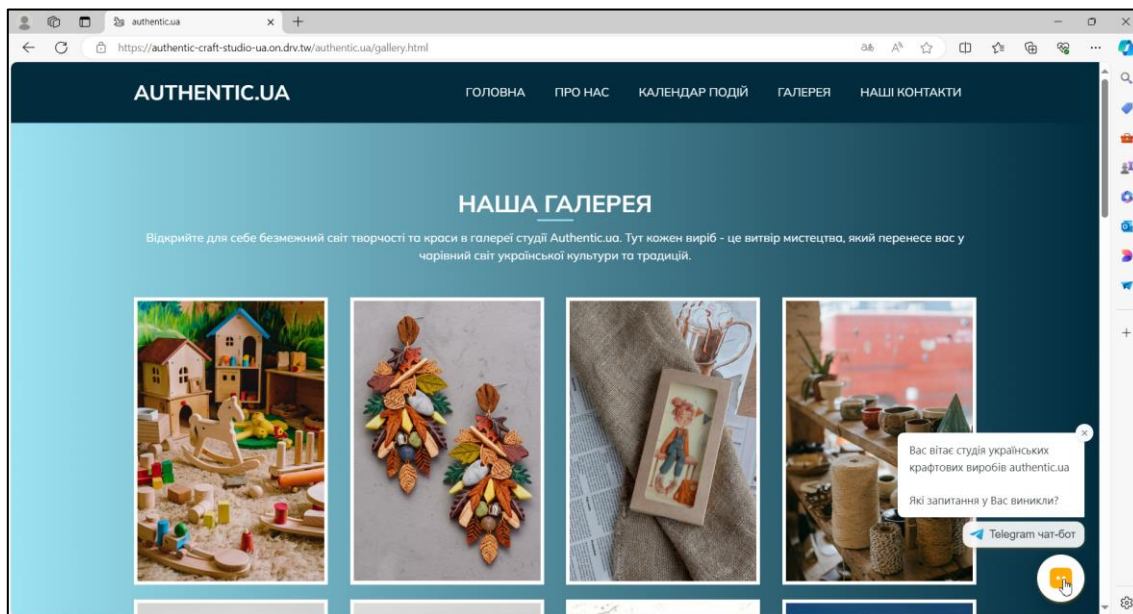 authentic.ua
https://authentic-craft-studio-ua.on.drv.tw/authentic.ua/gallery.html
AUTHENTIC.UA
ГОЛОВНА ПРО НАС КАЛЕНДАР ПОДІЙ ГАЛЕРЕЯ НАШІ КОНТАКТИ
НАША ГАЛЕРЕЯ
Відкрийте для себе безмежний світ творчості та краси в галереї студії Authentic.ua. Тут кожен виріб - це витвір мистецтва, який перенесе вас у
чарівний світ української культури та традицій.
Вас вітає студія українських
крафтових виробів authentic.ua
Які запитання у Вас виникли?
Telegram чат-бот